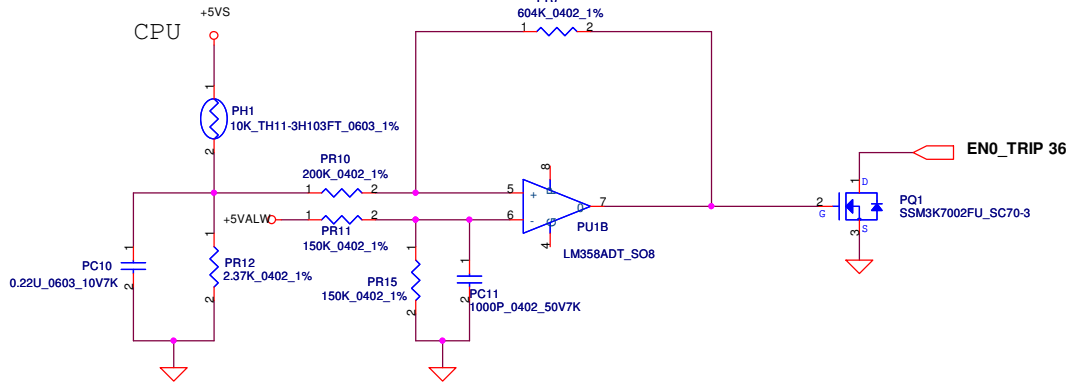 604K_0402_1%
1
2
+5VS
CPU
1
PH1
10K_TH11-3H103FT_0603_1%
2
EN0_TRIP 36
PR10
200K_0402_1%
1
2
8
5
+
P
O
7
1
D
2
G
PQ1
SSM3K7002FU_SC70-3
S
3
+5VALW
1
2
6
-
G
PU1B
PR11
150K_0402_1%
4
LM358ADT_SO8
1
PR12
2.37K_0402_1%
2
1
PC10
0.22U_0603_10V7K
2
1
PR15
150K_0402_1%
2
1
PC11
1000P_0402_50V7K
2